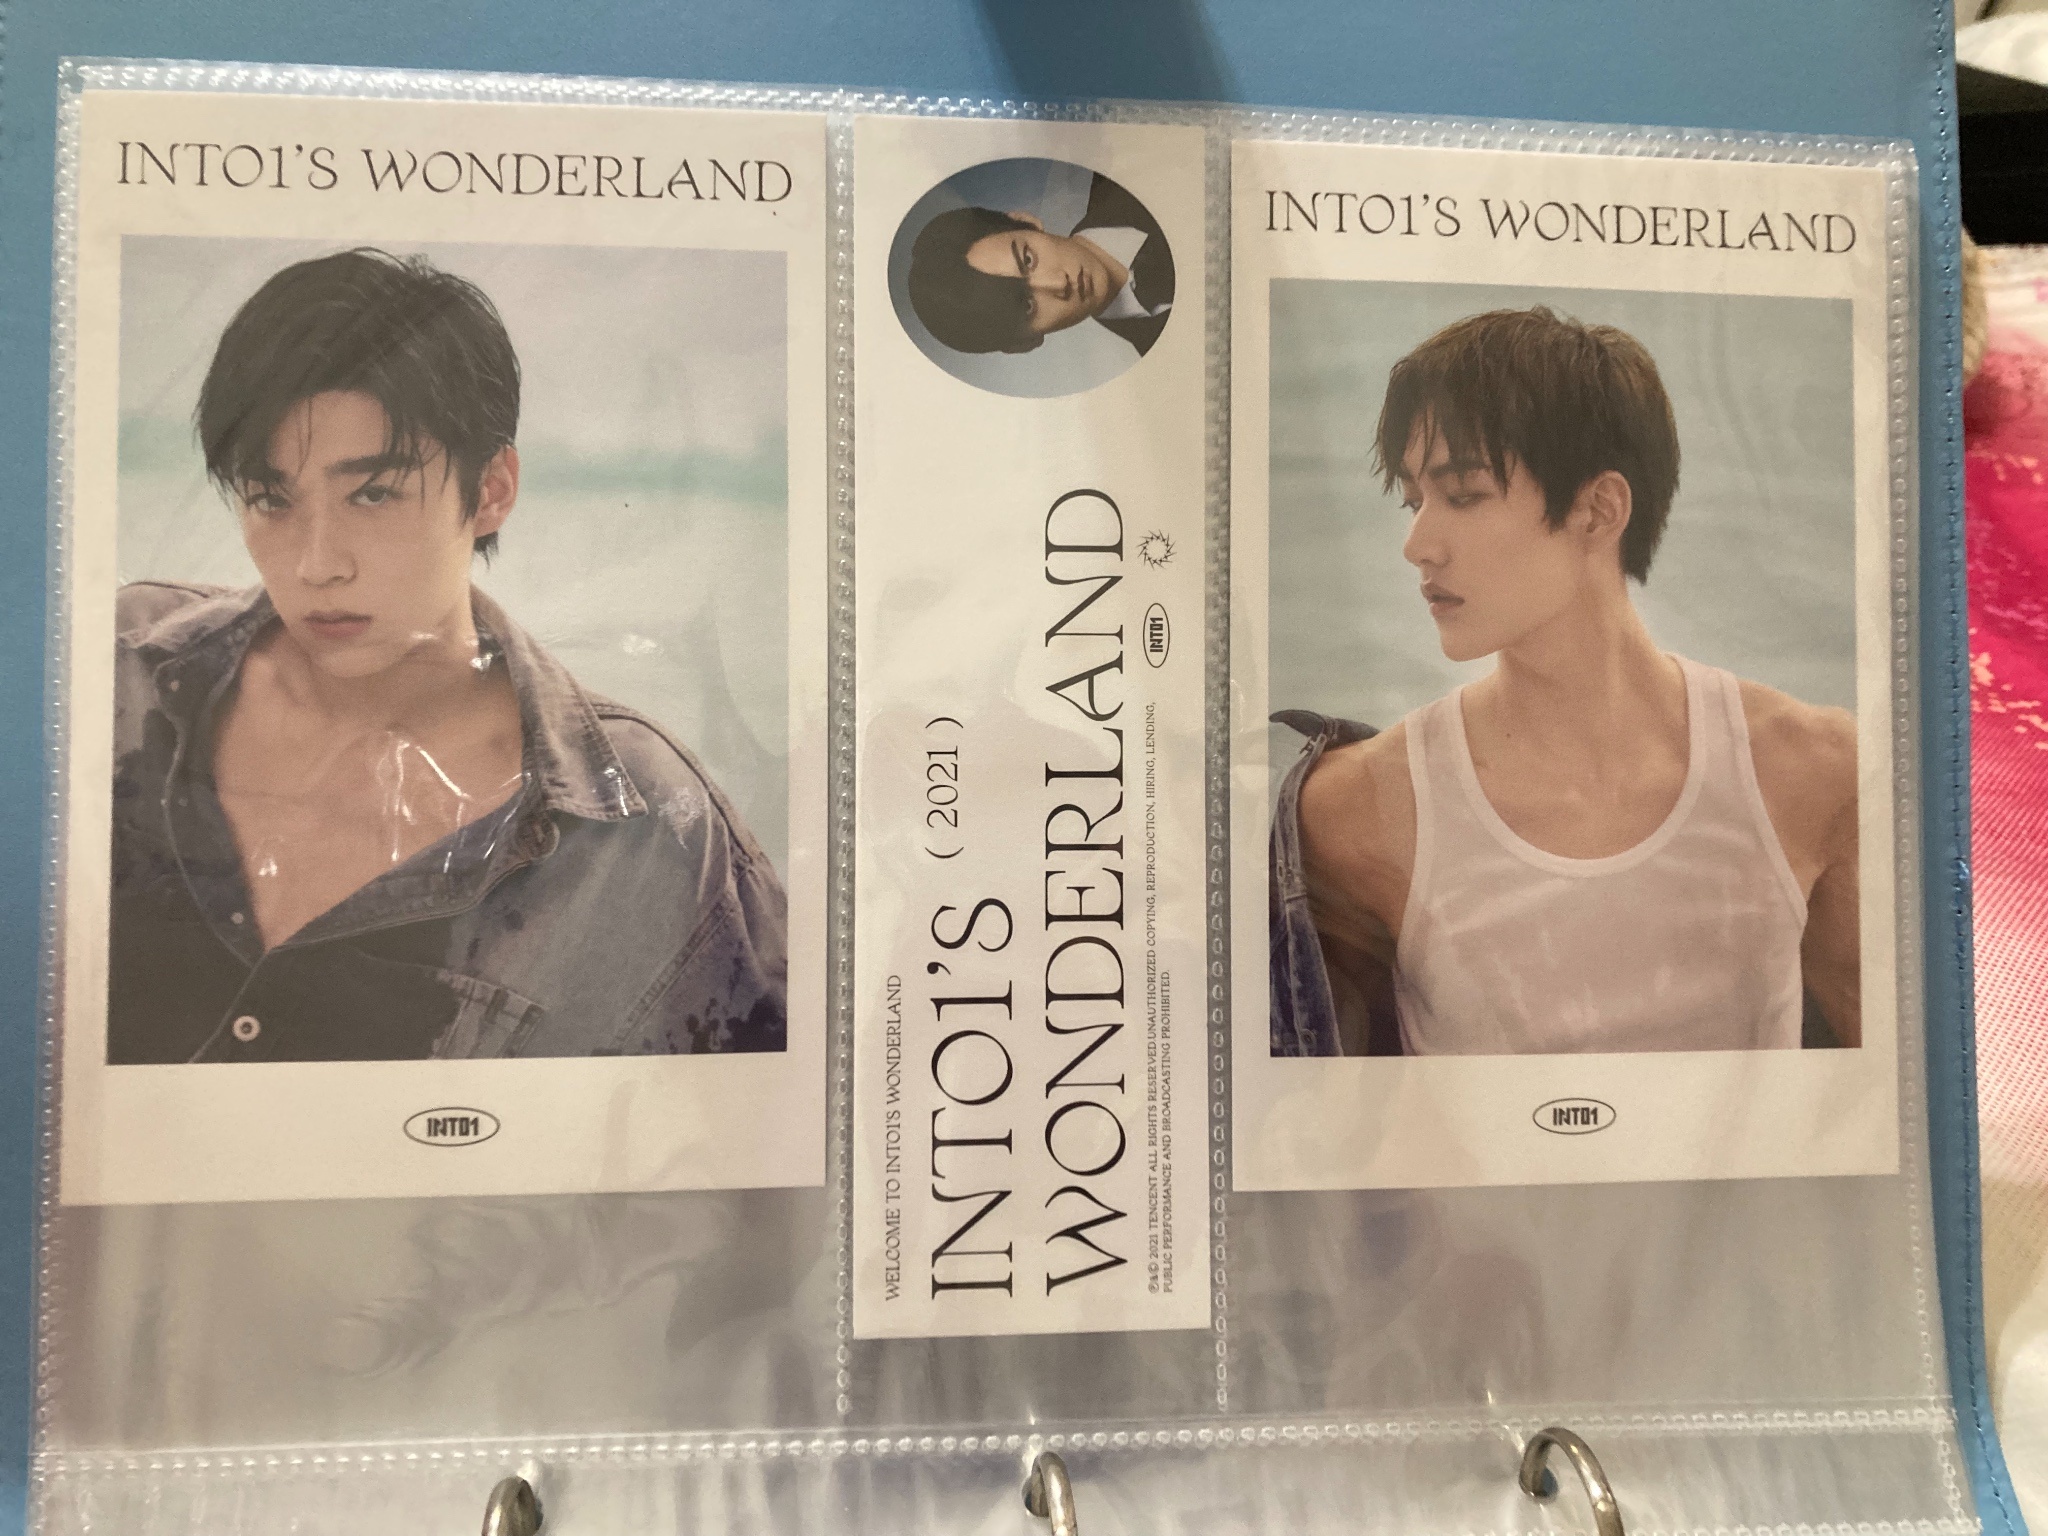 INTO1'S WONDERLAND
INTO1
WELCOME TO INTO1'S WONDERLAND
INTO1'S ( 2021 )
WONDERLAND
INTO1
℗&© 2021 TENCENT ALL RIGHTS RESERVED.UNAUTHORIZED COPYING, REPRODUCTION, HIRING, LENDING,
PUBLIC PERFORMANCE AND BROADCASTING PROHIBITED.
INTO1'S WONDERLAND
INTO1